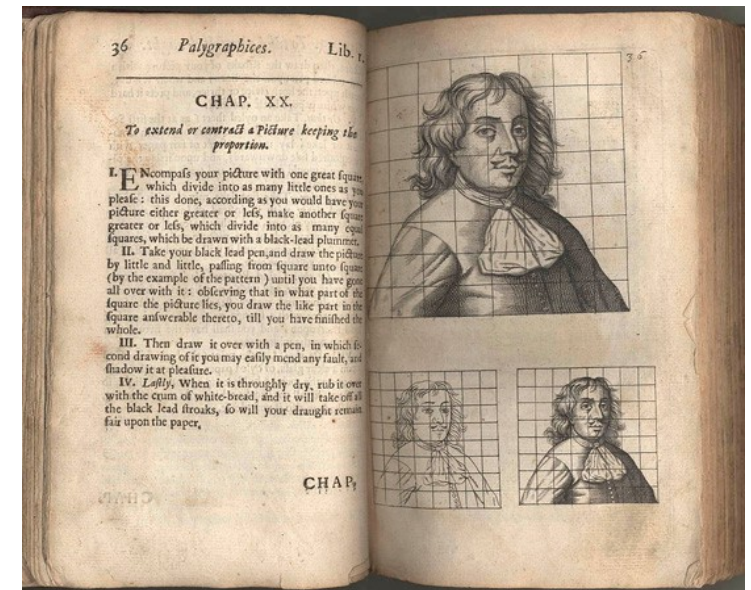 36 Palygraphices. Lib. 1.
CHAP. XX.
To extend or contract a Picture keeping the
proportion.
I. ENcompaſs your picture with one great ſquare,
which divide into as many little ones as you
pleaſe : this done, according as you would have your
picture either greater or leſs, make another ſquare
greater or leſs, which divide into as many equal
ſquares, which be drawn with a black-lead plummet.
II. Take your black lead pen, and draw the picture
by little and little, paſſing from ſquare unto ſquare
(by the example of the pattern ) until you have gone
all over with it : obſerving that in what part of the
ſquare the picture lies, you draw the like part in the
ſquare anſwerable thereto, till you have finiſhed the
whole.
III. Then draw it over with a pen, in which ſe-
cond drawing of it you may eaſily mend any fault, and
ſhadow it at pleaſure.
IV. Laſtly, When it is throughly dry, rub it over
with the crum of white-bread, and it will take off all
the black lead ſtroaks, ſo will your draught remain
fair upon the paper,
CHAP.
36